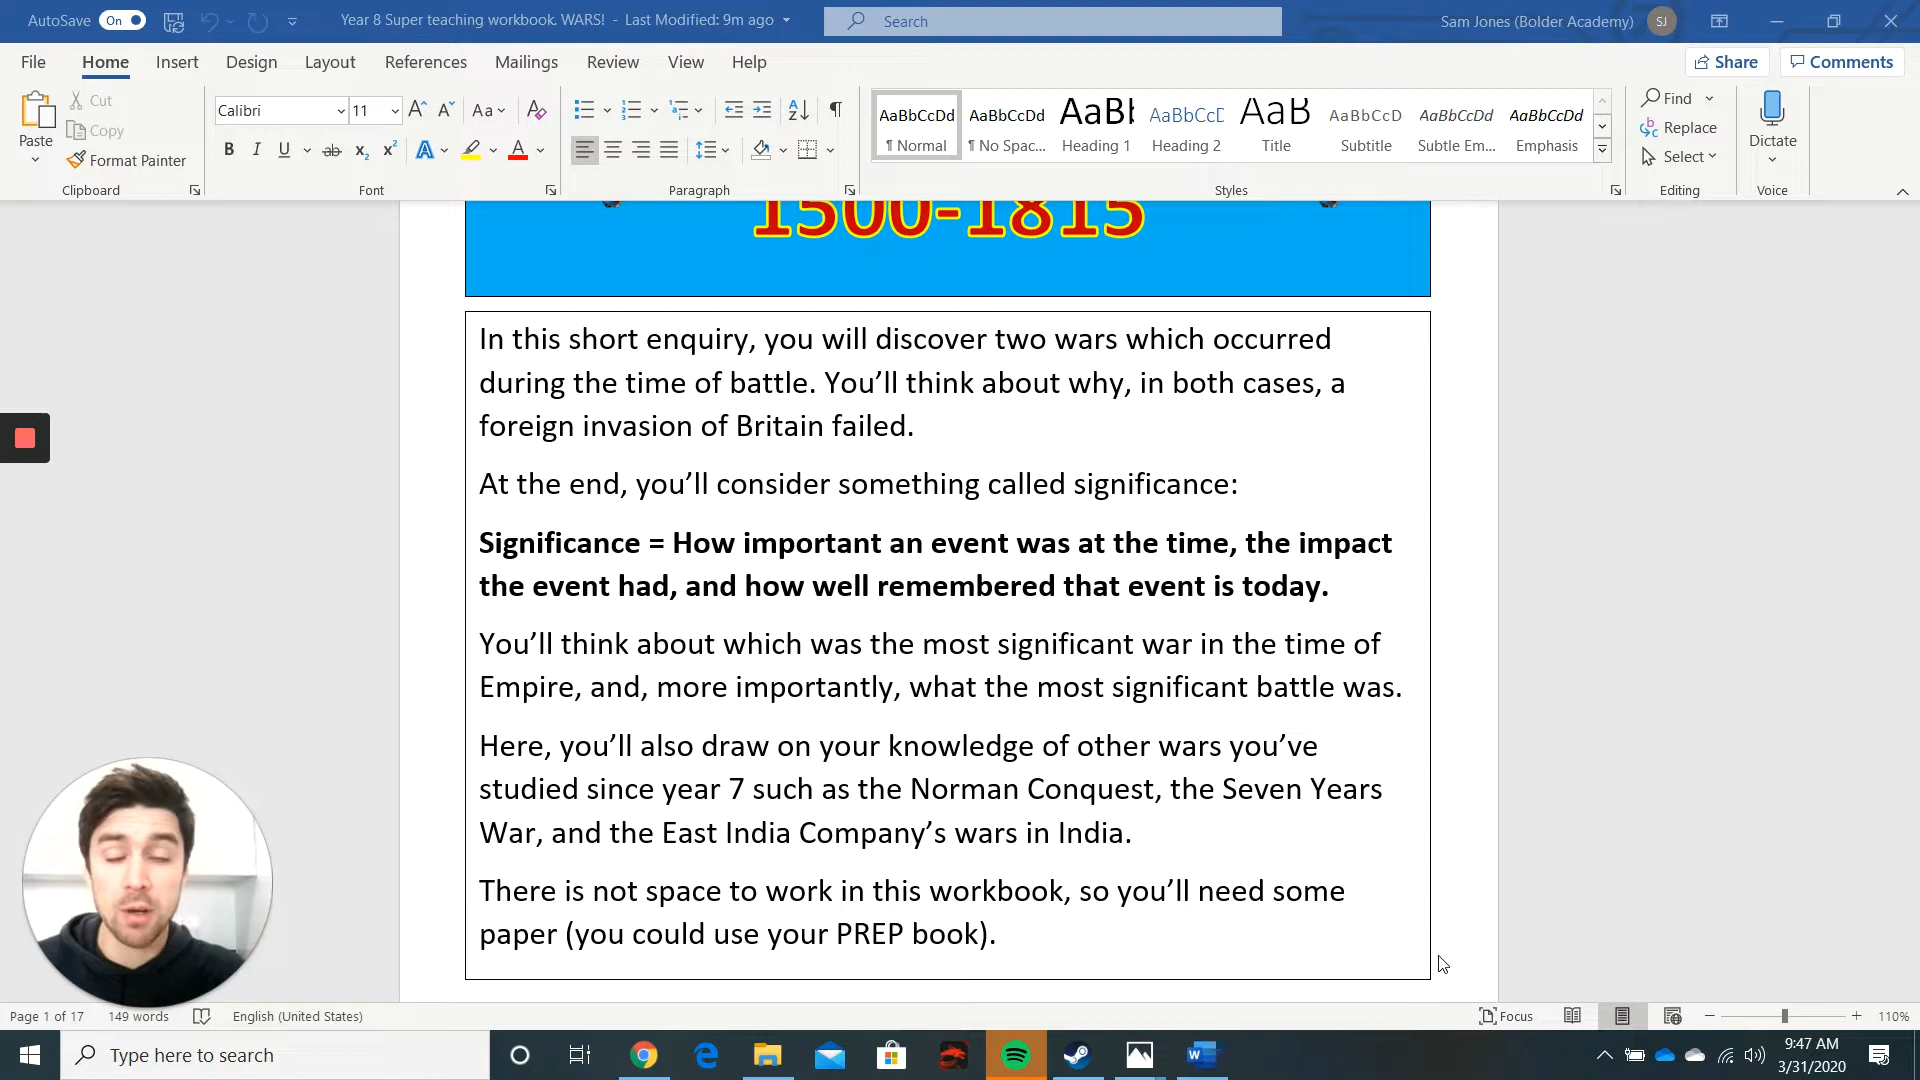 AutoSave On Year 8 Super teaching workbook. WARS! - Last Modified: 9m ago Search Sam Jones (Bolder Academy) SJ
File Home Insert Design Layout References Mailings Review View Help Share Comments
Paste Cut Copy Format Painter
Clipboard
Calibri 11
Font
Paragraph
AaBbCcDd AaBbCcDd AaBb AaBbCcD AaB AaBbCcD AaBbCcDd AaBbCcDd
¶ Normal ¶ No Spac... Heading 1 Heading 2 Title Subtitle Subtle Em... Emphasis
Styles
Find
Replace
Select
Editing
Dictate
Voice
1500-1815
In this short enquiry, you will discover two wars which occurred
during the time of battle. You’ll think about why, in both cases, a
foreign invasion of Britain failed.
At the end, you’ll consider something called significance:
Significance = How important an event was at the time, the impact
the event had, and how well remembered that event is today.
You’ll think about which was the most significant war in the time of
Empire, and, more importantly, what the most significant battle was.
Here, you’ll also draw on your knowledge of other wars you’ve
studied since year 7 such as the Norman Conquest, the Seven Years
War, and the East India Company’s wars in India.
There is not space to work in this workbook, so you’ll need some
paper (you could use your PREP book).
Page 1 of 17 149 words English (United States) Focus 110%
Type here to search
9:47 AM
3/31/2020